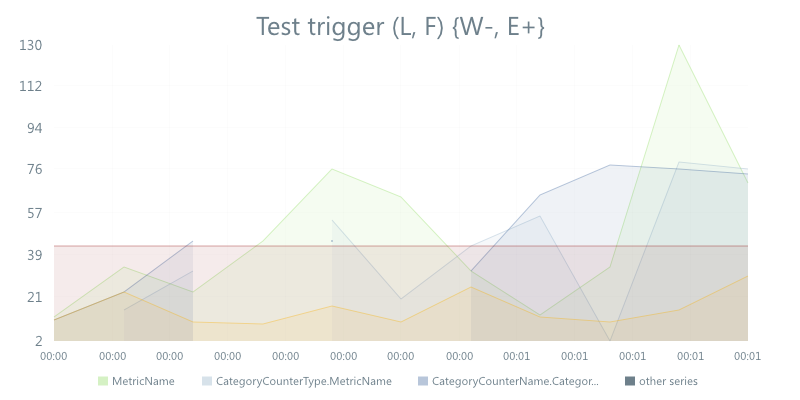 Test trigger (L, F) {W-, E+}
130
112
94
76
57
39
21
2
00:00 00:00 00:00 00:00 00:00 00:00 00:00 00:00 00:01 00:01 00:01 00:01 00:01
MetricName CategoryCounterType.MetricName CategoryCounterName.Categor... other series